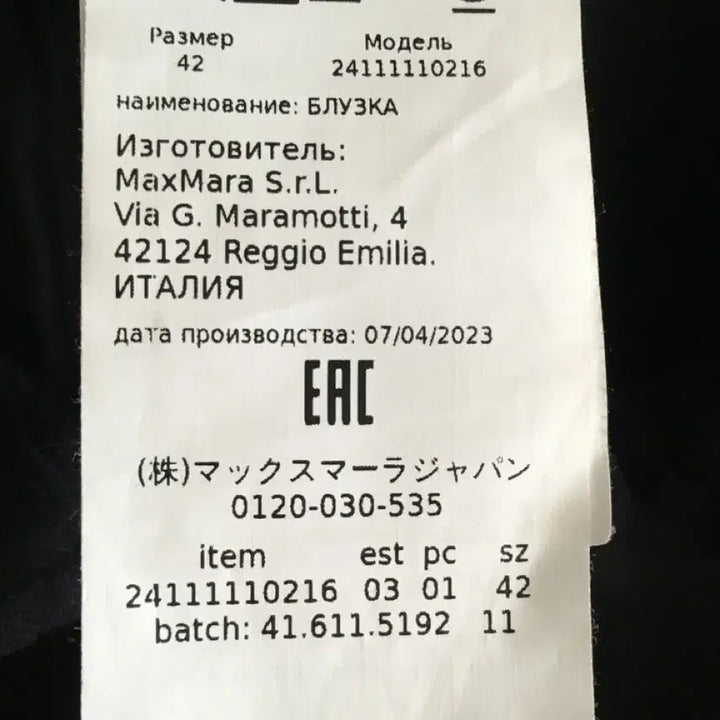 Размер Модель
42 24111110216
наименование: БЛУЗКА
Изготовитель:
MaxMara S.r.L.
Via G. Maramotti, 4
42124 Reggio Emilia.
ИТАЛИЯ
дата производства: 07/04/2023
EAC
(株)マックスマーラジャパン
0120-030-535
item est pc sz
24111110216 03 01 42
batch: 41.611.5192 11